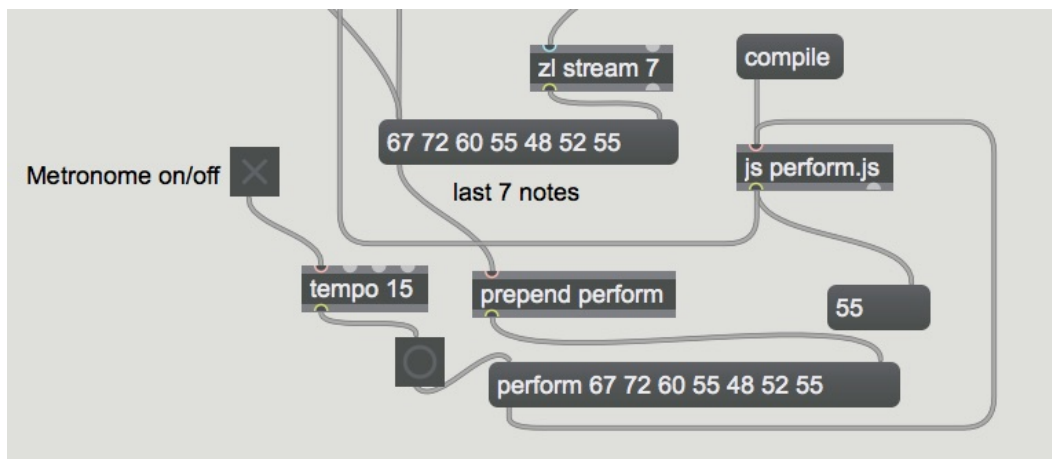 zl stream 7
compile
67 72 60 55 48 52 55
js perform.js
Metronome on/off
last 7 notes
tempo 15
prepend perform
55
perform 67 72 60 55 48 52 55